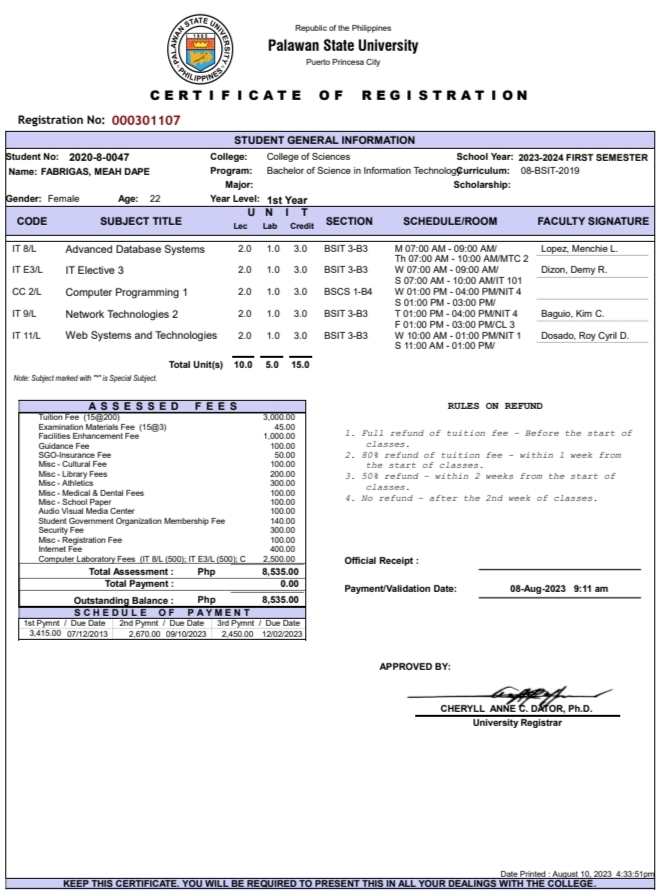 PALAWAN STATE UNIVERSITY
PHILIPPINES
Republic of the Philippines
Palawan State University
Puerto Princesa City
CERTIFICATE OF REGISTRATION
Registration No: 000301107
STUDENT GENERAL INFORMATION
Student No: 2020-8-0047 College: College of Sciences School Year: 2023-2024 FIRST SEMESTER
Name: FABRIGAS, MEAH DAPE Program: Bachelor of Science in Information Technology Curriculum: 08-BSIT-2019
Major: Scholarship:
Gender: Female Age: 22 Year Level: 1st Year
CODE SUBJECT TITLE UNIT SECTION SCHEDULE/ROOM FACULTY SIGNATURE
Lec Lab Credit
IT 8/L Advanced Database Systems 2.0 1.0 3.0 BSIT 3-B3 M 07:00 AM - 09:00 AM/ Lopez, Menchie L.
Th 07:00 AM - 10:00 AM/MTC 2
IT E3/L IT Elective 3 2.0 1.0 3.0 BSIT 3-B3 W 07:00 AM - 09:00 AM/ Dizon, Demy R.
S 07:00 AM - 10:00 AM/IT 101
CC 2/L Computer Programming 1 2.0 1.0 3.0 BSCS 1-B4 W 01:00 PM - 04:00 PM/NIT 4
S 01:00 PM - 03:00 PM/
IT 9/L Network Technologies 2 2.0 1.0 3.0 BSIT 3-B3 T 01:00 PM - 04:00 PM/NIT 4 Baguio, Kim C.
F 01:00 PM - 03:00 PM/CL 3
IT 11/L Web Systems and Technologies 2.0 1.0 3.0 BSIT 3-B3 W 10:00 AM - 01:00 PM/NIT 1 Dosado, Roy Cyril D.
S 11:00 AM - 01:00 PM/
Total Unit(s) 10.0 5.0 15.0
Note: Subject marked with "*" is Special Subject.
ASSESSED FEES
Tuition Fee (15@200) 3,000.00
Examination Materials Fee (15@3) 45.00
Facilities Enhancement Fee 1,000.00
Guidance Fee 100.00
SGO-Insurance Fee 50.00
Misc - Cultural Fee 100.00
Misc - Library Fees 200.00
Misc - Athletics 300.00
Misc - Medical & Dental Fees 100.00
Misc - School Paper 100.00
Audio Visual Media Center 100.00
Student Government Organization Membership Fee 140.00
Security Fee 300.00
Misc - Registration Fee 100.00
Internet Fee 400.00
Computer Laboratory Fees (IT 8/L (500); IT E3/L (500); C 2,500.00
Total Assessment : Php 8,535.00
Total Payment : 0.00
Outstanding Balance : Php 8,535.00
SCHEDULE OF PAYMENT
1st Pymnt / Due Date 2nd Pymnt / Due Date 3rd Pymnt / Due Date
3,415.00 07/12/2013 2,670.00 09/10/2023 2,450.00 12/02/2023
RULES ON REFUND
1. Full refund of tuition fee - Before the start of
classes.
2. 80% refund of tuition fee - within 1 week from
the start of classes.
3. 50% refund - within 2 weeks from the start of
classes.
4. No refund - after the 2nd week of classes.
Official Receipt :
Payment/Validation Date: 08-Aug-2023 9:11 am
APPROVED BY:
CHERYLL ANNE C. DATOR, Ph.D.
University Registrar
Date Printed : August 10, 2023 4:33:51pm
KEEP THIS CERTIFICATE. YOU WILL BE REQUIRED TO PRESENT THIS IN ALL YOUR DEALINGS WITH THE COLLEGE.